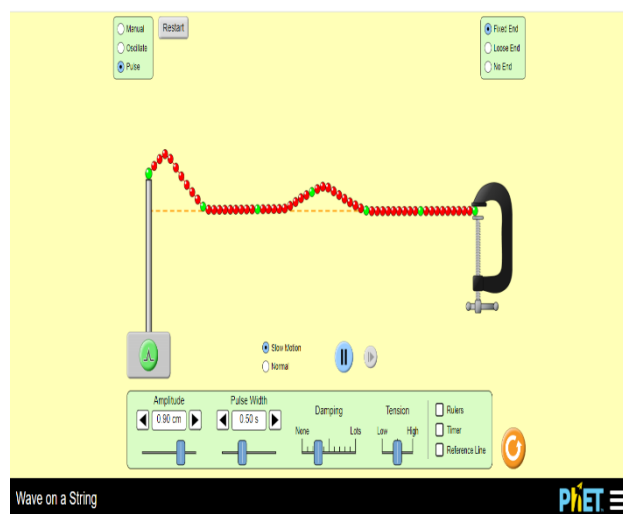 Manual
Oscillate
Pulse
Restart
Fixed End
Loose End
No End
Slow Motion
Normal
Amplitude
0.90 cm
Pulse Width
0.50 s
Damping
None
Lots
Tension
Low
High
Rulers
Timer
Reference Line
Wave on a String
PhET